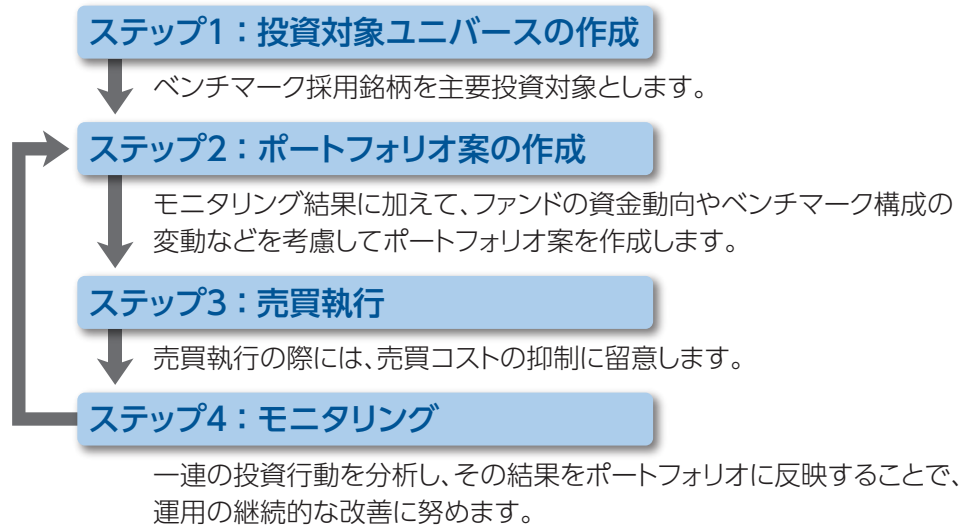 ステップ1：投資対象ユニバースの作成
ベンチマーク採用銘柄を主要投資対象とします。
ステップ2：ポートフォリオ案の作成
モニタリング結果に加えて、ファンドの資金動向やベンチマーク構成の
変動などを考慮してポートフォリオ案を作成します。
ステップ3：売買執行
売買執行の際には、売買コストの抑制に留意します。
ステップ4：モニタリング
一連の投資行動を分析し、その結果をポートフォリオに反映することで、
運用の継続的な改善に努めます。